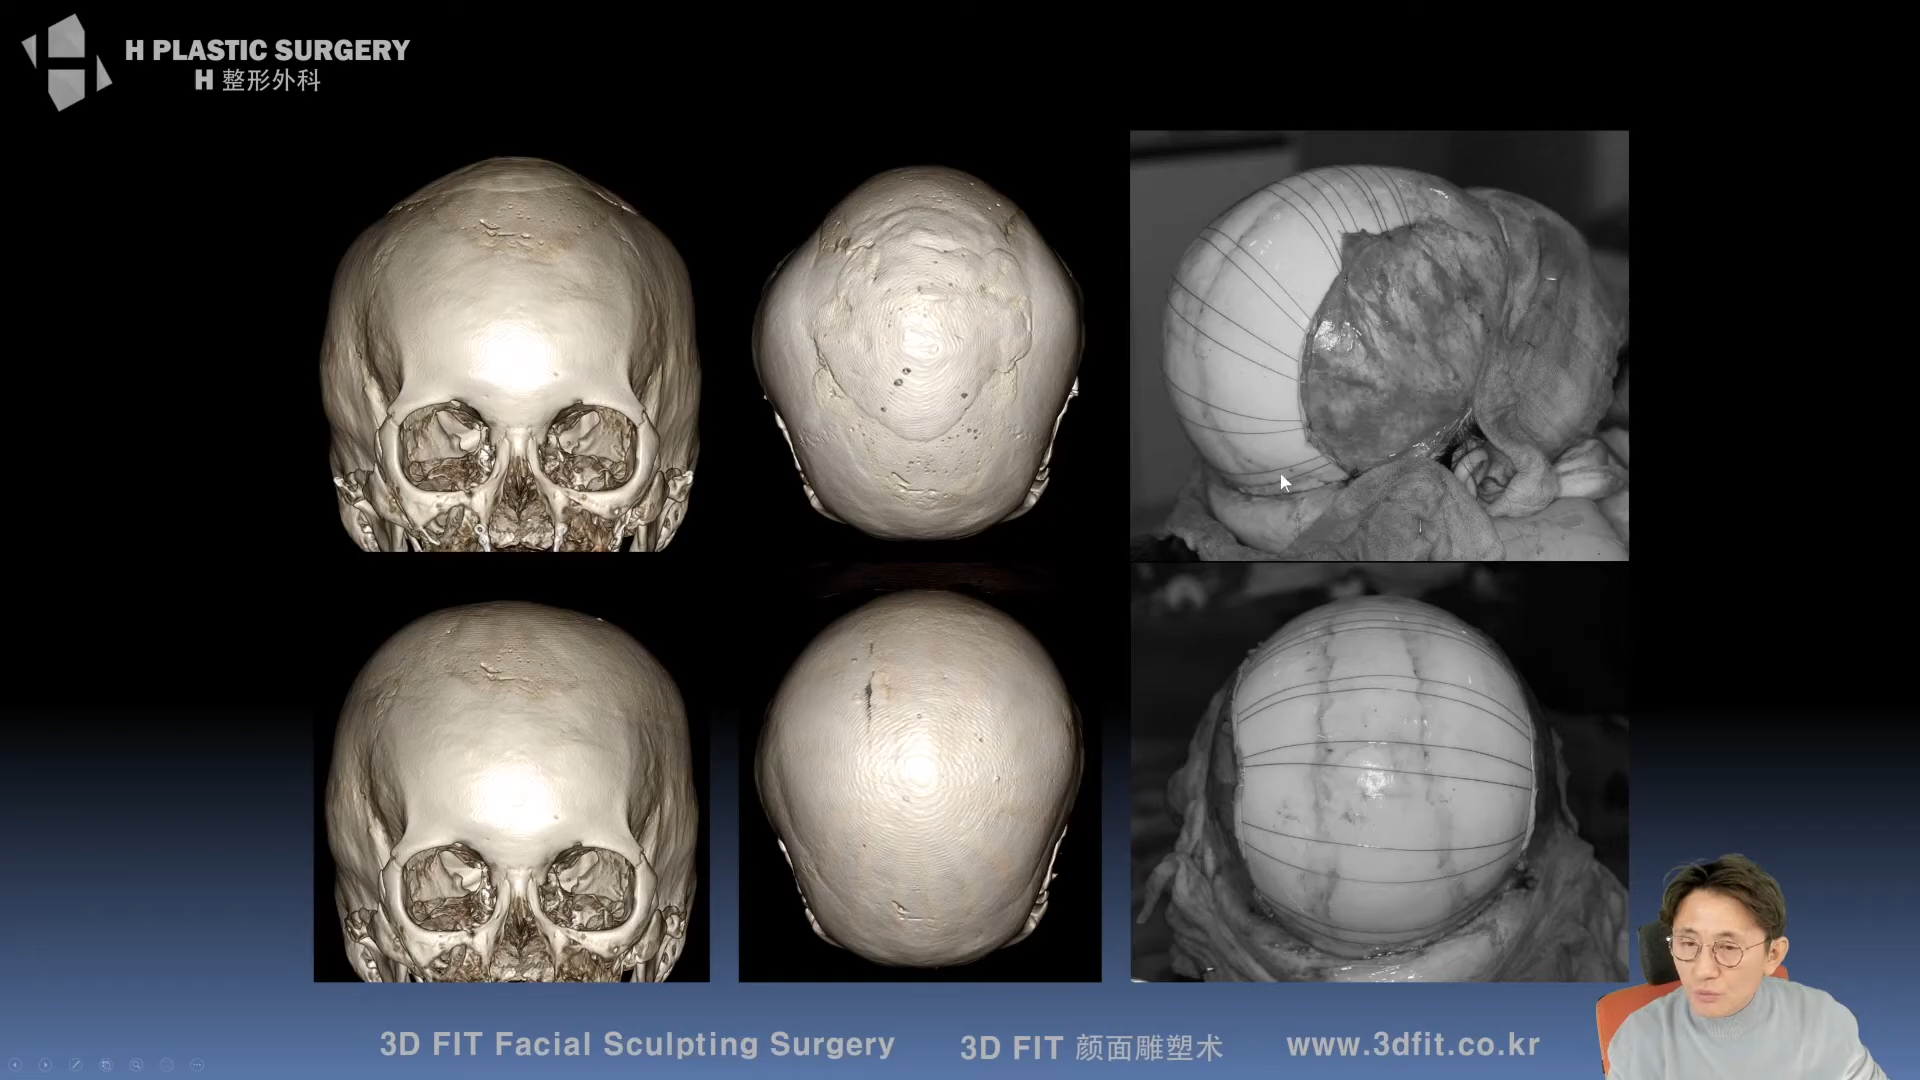 H PLASTIC SURGERY
H 整形外科
3D FIT Facial Sculpting Surgery
3D FIT 颜面雕塑术
www.3dfit.co.kr